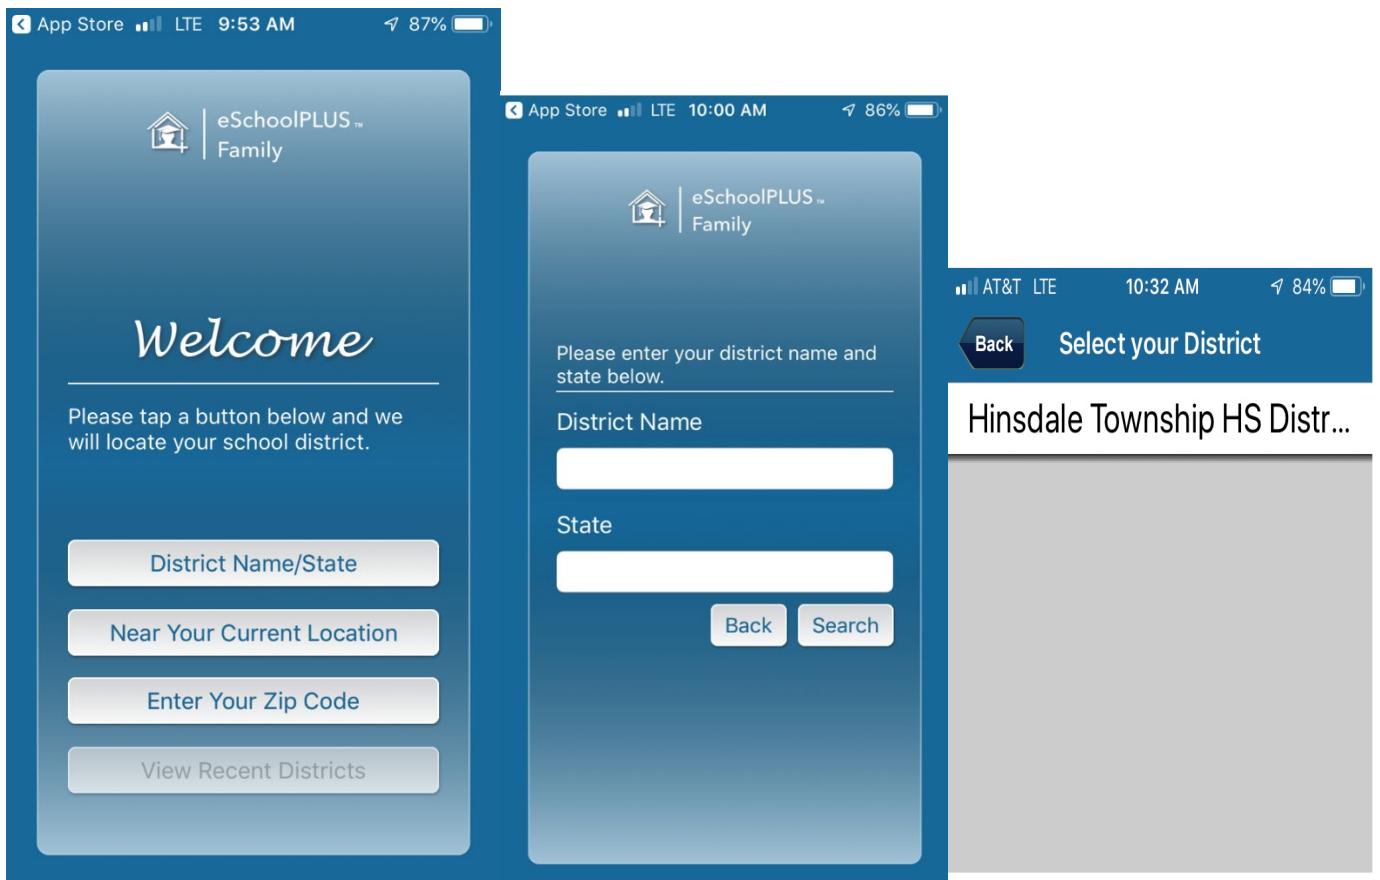 App Store LTE 9:53 AM 87%
eSchoolPLUS™
Family
Welcome
Please tap a button below and we
will locate your school district.
District Name/State
Near Your Current Location
Enter Your Zip Code
View Recent Districts
App Store LTE 10:00 AM 86%
eSchoolPLUS™
Family
Please enter your district name and
state below.
District Name
State
Back Search
AT&T LTE 10:32 AM 84%
Back Select your District
Hinsdale Township HS Distr...